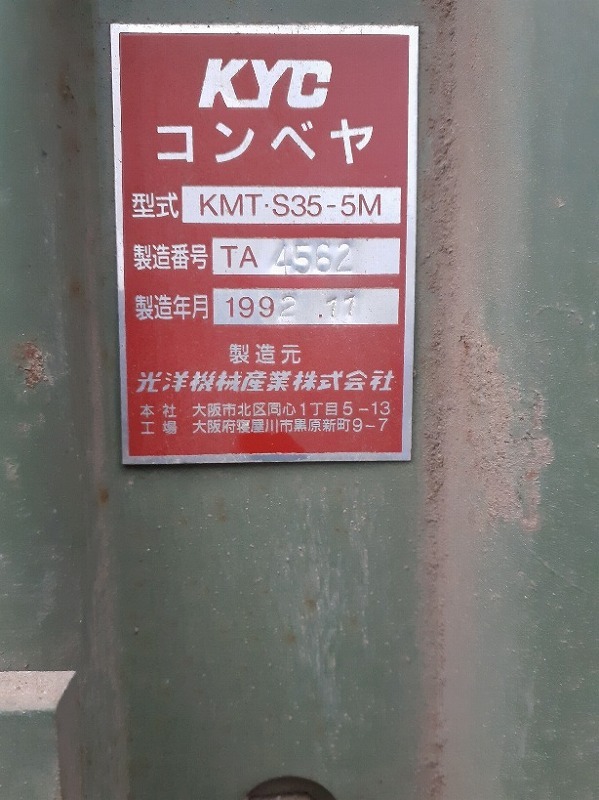 KYC
コンベヤ
型式 KMT・S35-5M
製造番号 TA 4562
製造年月 1992 .11
製造元
光洋機械産業株式会社
本社 大阪市北区同心1丁目5-13
工場 大阪府寝屋川市黒原新町9-7